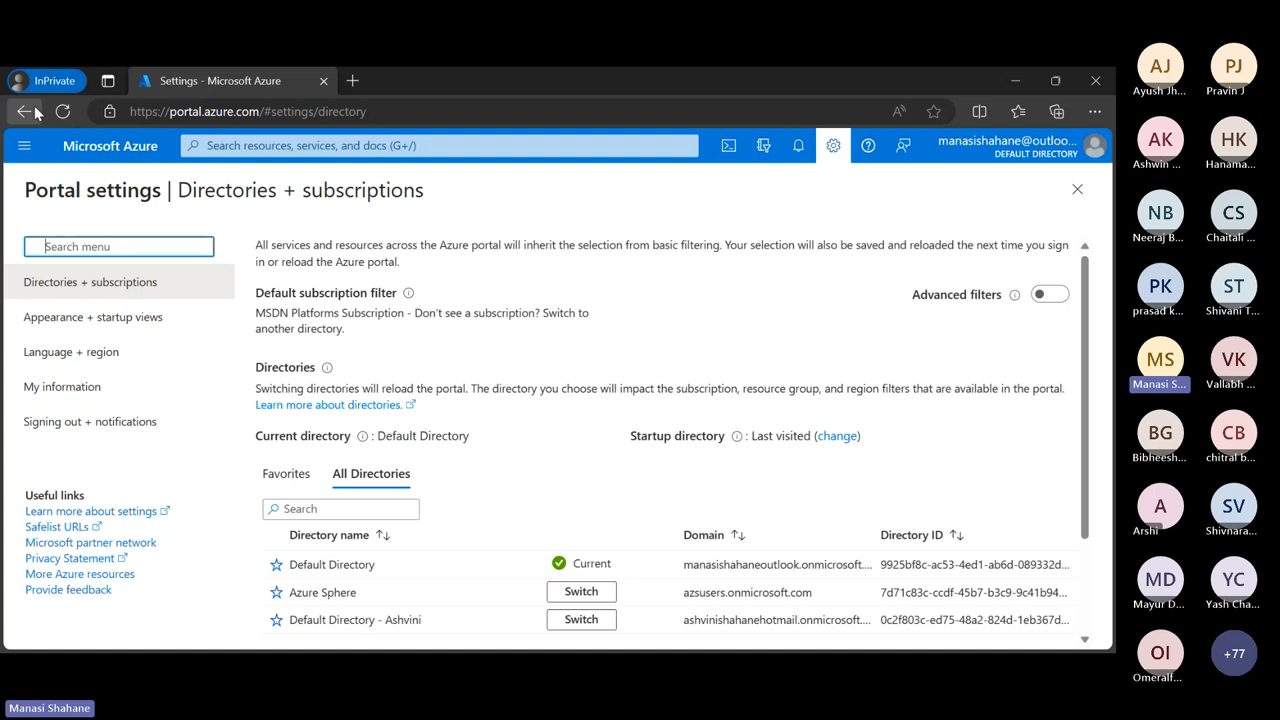 InPrivate
Settings - Microsoft Azure
https://portal.azure.com/#settings/directory
Microsoft Azure
Search resources, services, and docs (G+/)
manasishahane@outloo...
DEFAULT DIRECTORY
Portal settings | Directories + subscriptions
Search menu
Directories + subscriptions
Appearance + startup views
Language + region
My information
Signing out + notifications
Useful links
Learn more about settings
Safelist URLs
Microsoft partner network
Privacy Statement
More Azure resources
Provide feedback
All services and resources across the Azure portal will inherit the selection from basic filtering. Your selection will also be saved and reloaded the next time you sign
in or reload the Azure portal.
Default subscription filter
Advanced filters
MSDN Platforms Subscription - Don't see a subscription? Switch to
another directory.
Directories
Switching directories will reload the portal. The directory you choose will impact the subscription, resource group, and region filters that are available in the portal.
Learn more about directories.
Current directory : Default Directory
Startup directory : Last visited (change)
Favorites All Directories
Search
Directory name Domain Directory ID
Default Directory Current manasishahaneoutlook.onmicrosoft.... 9925bf8c-ac53-4ed1-ab6d-089332d...
Azure Sphere Switch azsusers.onmicrosoft.com 7d71c83c-ccdf-45b7-b3c9-9c41b94...
Default Directory - Ashvini Switch ashvinishahanehotmail.onmicrosoft.... 0c2f803c-ed75-48a2-824d-1eb367d...
AJ PJ
Ayush Jh... Pravin J
AK HK
Ashwin ... Hanama...
NB CS
Neeraj B... Chaitali ...
PK ST
prasad k... Shivani T...
MS VK
Manasi S... Vallabh ...
BG CB
Bibheesh... chitral b...
A SV
Arshi Shivnara...
MD YC
Mayur D... Yash Cha...
OI +77
Omeralf...
Manasi Shahane